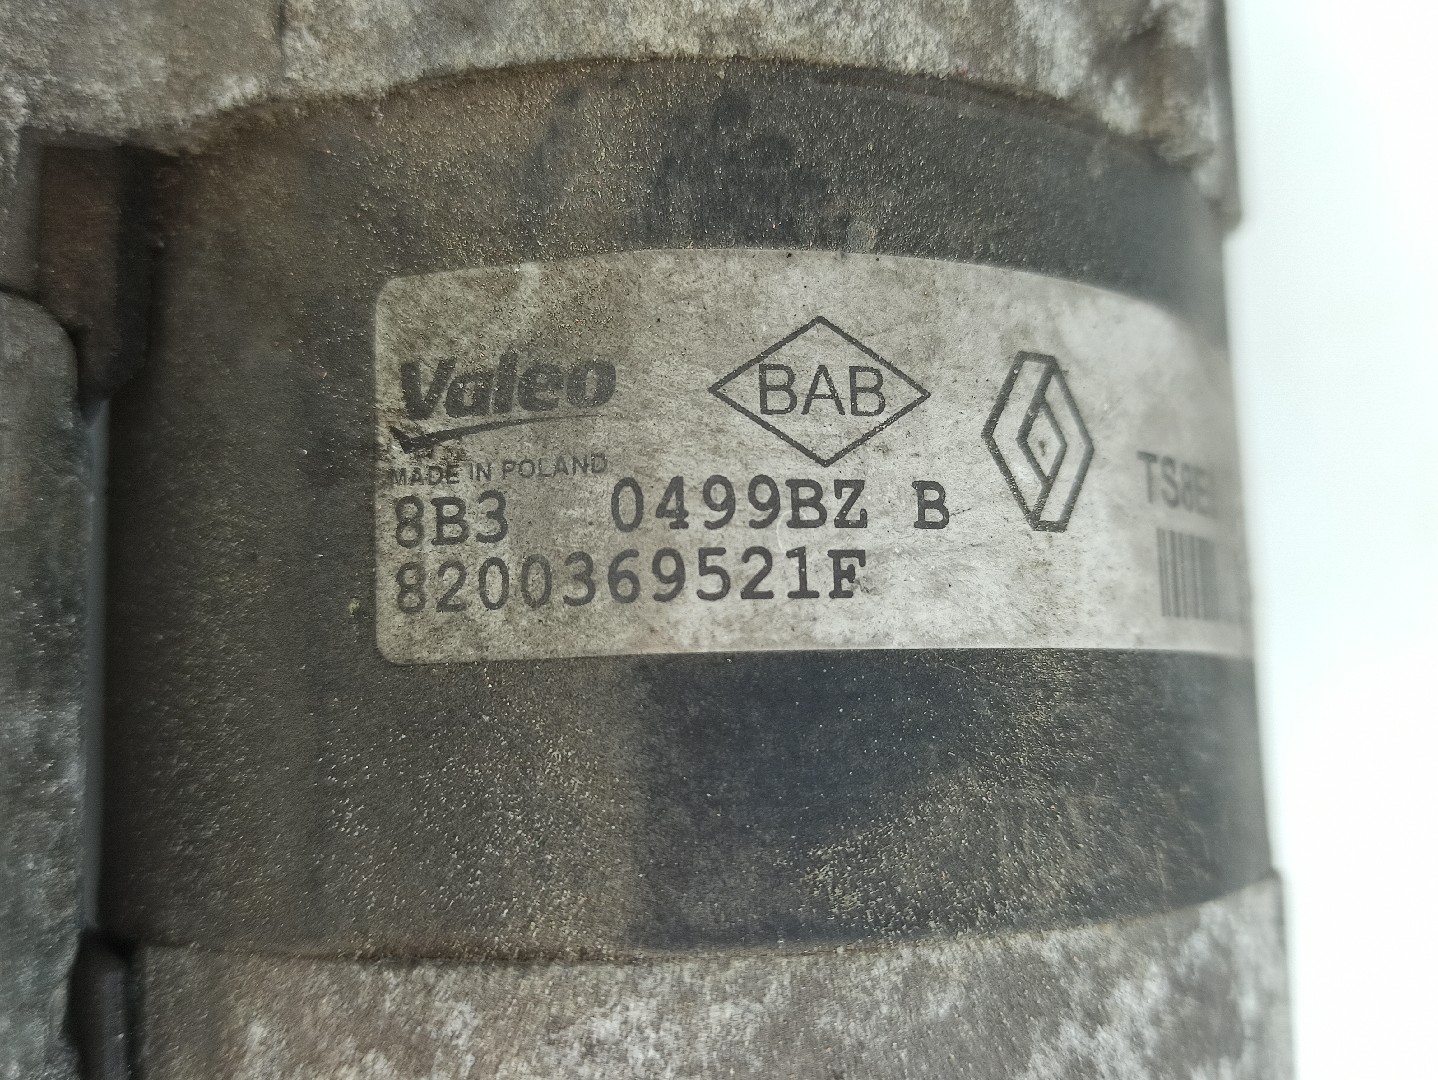 Valeo
BAB
MADE IN POLAND
8B3 0499BZ B
8200369521F